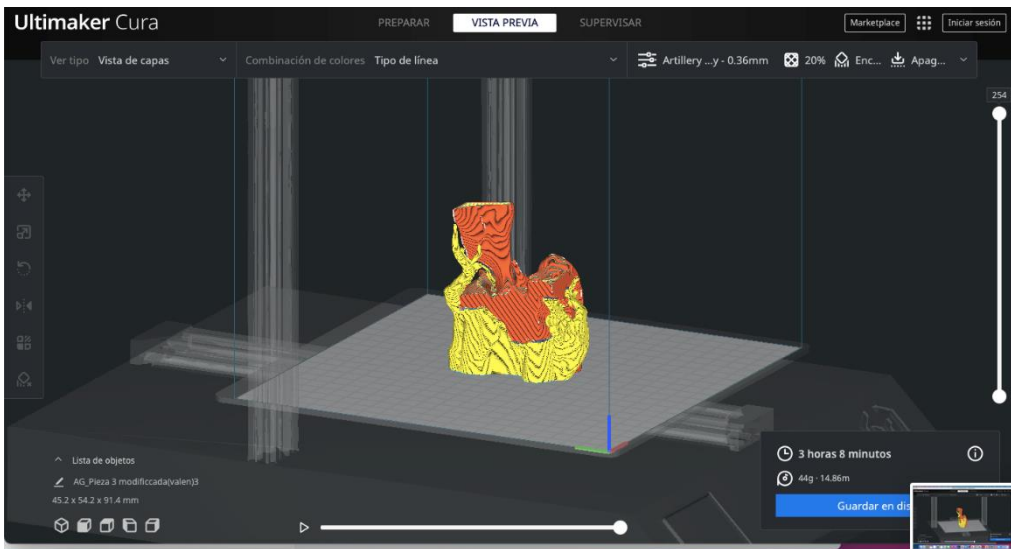 Ultimaker Cura
PREPARAR
VISTA PREVIA
SUPERVISAR
Marketplace
Iniciar sesión
Ver tipo Vista de capas
Combinación de colores Tipo de línea
Artillery ...y - 0.36mm
20%
Enc...
Apag...
254
Lista de objetos
AG_Pieza 3 modificcada(valen)3
45.2 x 54.2 x 91.4 mm
3 horas 8 minutos
44g · 14.86m
Guardar en dis